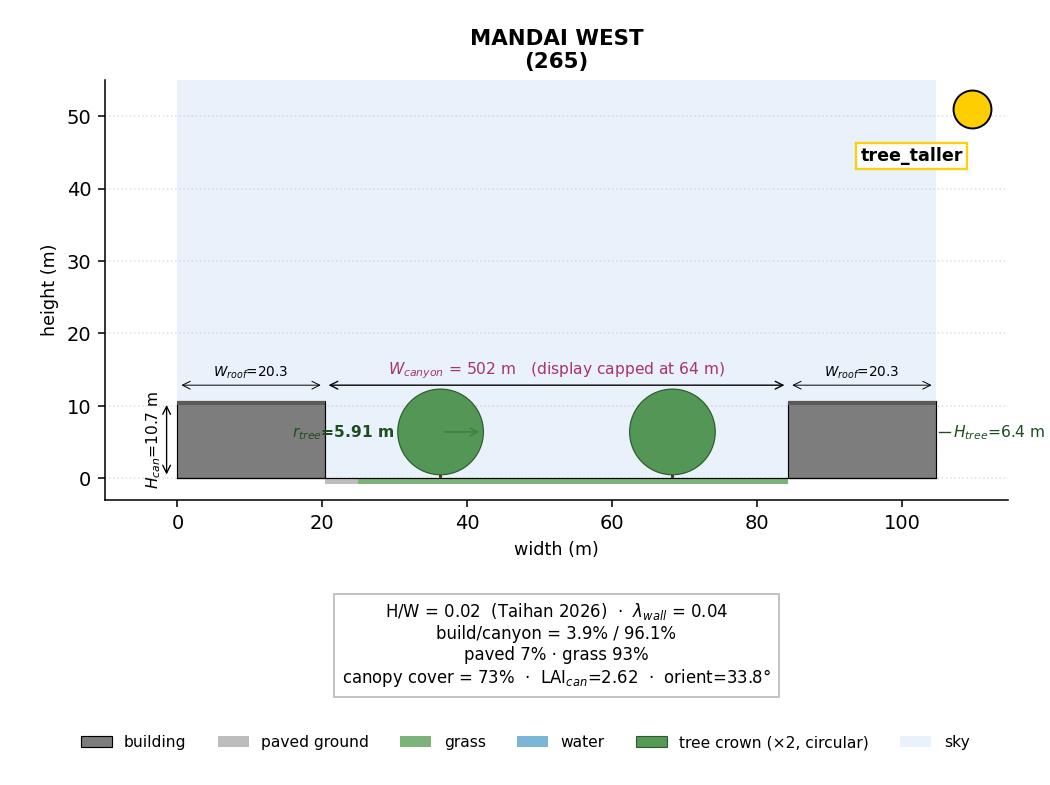 MANDAI WEST
(265)
50
40
30
20
10
0
height (m)
tree_taller
W_roof=20.3
W_canyon = 502 m (display capped at 64 m)
W_roof=20.3
H_can=10.7 m
r_tree=5.91 m
H_tree=6.4 m
0 20 40 60 80 100
width (m)
H/W = 0.02 (Taihan 2026) · λ_wall = 0.04
build/canyon = 3.9% / 96.1%
paved 7% · grass 93%
canopy cover = 73% · LAI_can=2.62 · orient=33.8°
building paved ground grass water tree crown (×2, circular) sky